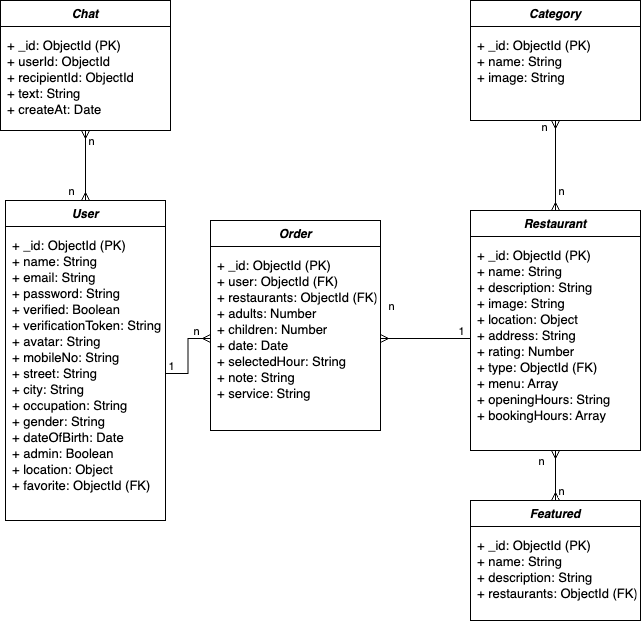 Chat
+ _id: ObjectId (PK)
+ userId: ObjectId
+ recipientId: ObjectId
+ text: String
+ createAt: Date
n
n
User
+ _id: ObjectId (PK)
+ name: String
+ email: String
+ password: String
+ verified: Boolean
+ verificationToken: String
+ avatar: String
+ mobileNo: String
+ street: String
+ city: String
+ occupation: String
+ gender: String
+ dateOfBirth: Date
+ admin: Boolean
+ location: Object
+ favorite: ObjectId (FK)
1
n
Order
+ _id: ObjectId (PK)
+ user: ObjectId (FK)
+ restaurants: ObjectId (FK)
+ adults: Number
+ children: Number
+ date: Date
+ selectedHour: String
+ note: String
+ service: String
n
1
Category
+ _id: ObjectId (PK)
+ name: String
+ image: String
n
n
Restaurant
+ _id: ObjectId (PK)
+ name: String
+ description: String
+ image: String
+ location: Object
+ address: String
+ rating: Number
+ type: ObjectId (FK)
+ menu: Array
+ openingHours: String
+ bookingHours: Array
n
n
Featured
+ _id: ObjectId (PK)
+ name: String
+ description: String
+ restaurants: ObjectId (FK)